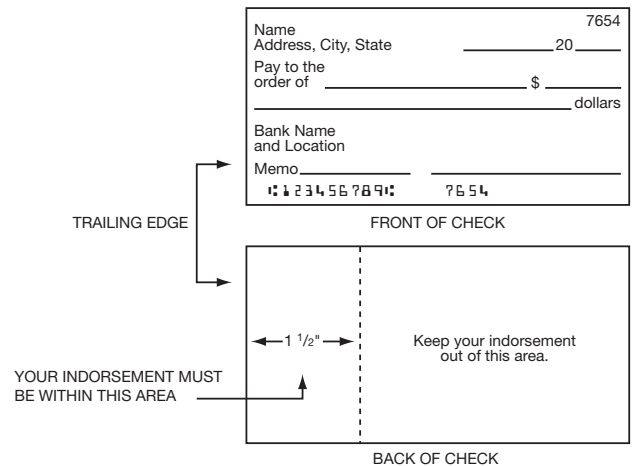 7654
Name
Address, City, State 20
Pay to the
order of $
dollars
Bank Name
and Location
Memo
⑆123456789⑆ 7654
TRAILING EDGE
FRONT OF CHECK
1 1/2"
Keep your indorsement
out of this area.
YOUR INDORSEMENT MUST
BE WITHIN THIS AREA
BACK OF CHECK